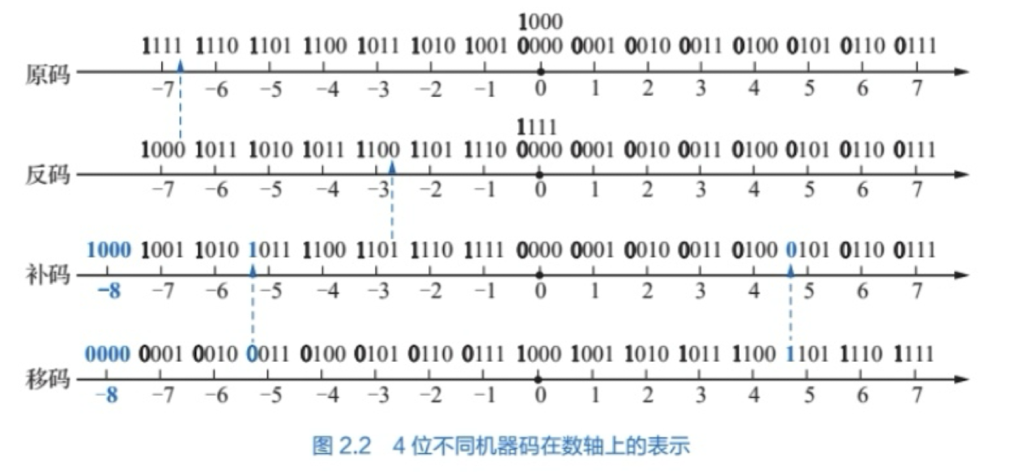 1000
1111 1110 1101 1100 1011 1010 1001 0000 0001 0010 0011 0100 0101 0110 0111
原码
−7 −6 −5 −4 −3 −2 −1 0 1 2 3 4 5 6 7
1111
1000 1011 1010 1011 1100 1101 1110 0000 0001 0010 0011 0100 0101 0110 0111
反码
−7 −6 −5 −4 −3 −2 −1 0 1 2 3 4 5 6 7
1000 1001 1010 1011 1100 1101 1110 1111 0000 0001 0010 0011 0100 0101 0110 0111
补码
−8 −7 −6 −5 −4 −3 −2 −1 0 1 2 3 4 5 6 7
0000 0001 0010 0011 0100 0101 0110 0111 1000 1001 1010 1011 1100 1101 1110 1111
移码
−8 −7 −6 −5 −4 −3 −2 −1 0 1 2 3 4 5 6 7
图 2.2 4 位不同机器码在数轴上的表示